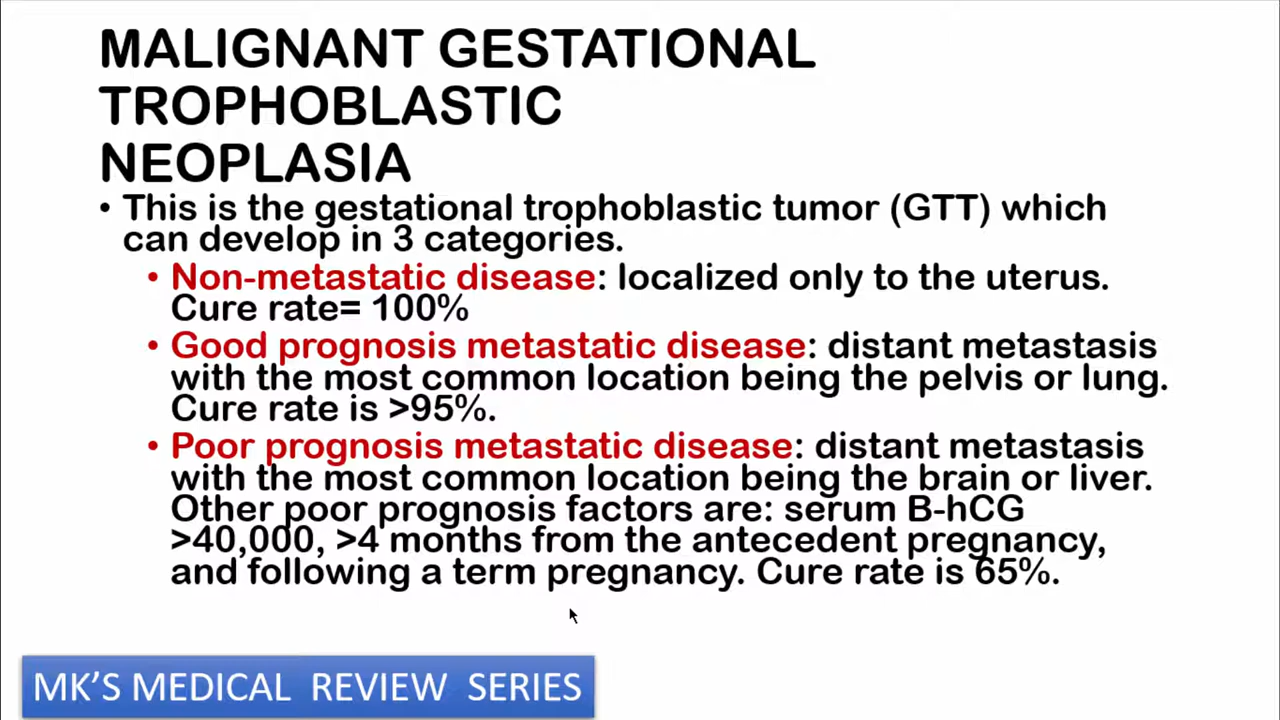 MALIGNANT GESTATIONAL
TROPHOBLASTIC
NEOPLASIA
• This is the gestational trophoblastic tumor (GTT) which
can develop in 3 categories.
• Non-metastatic disease: localized only to the uterus.
Cure rate= 100%
• Good prognosis metastatic disease: distant metastasis
with the most common location being the pelvis or lung.
Cure rate is >95%.
• Poor prognosis metastatic disease: distant metastasis
with the most common location being the brain or liver.
Other poor prognosis factors are: serum B-hCG
>40,000, >4 months from the antecedent pregnancy,
and following a term pregnancy. Cure rate is 65%.
MK'S MEDICAL REVIEW SERIES